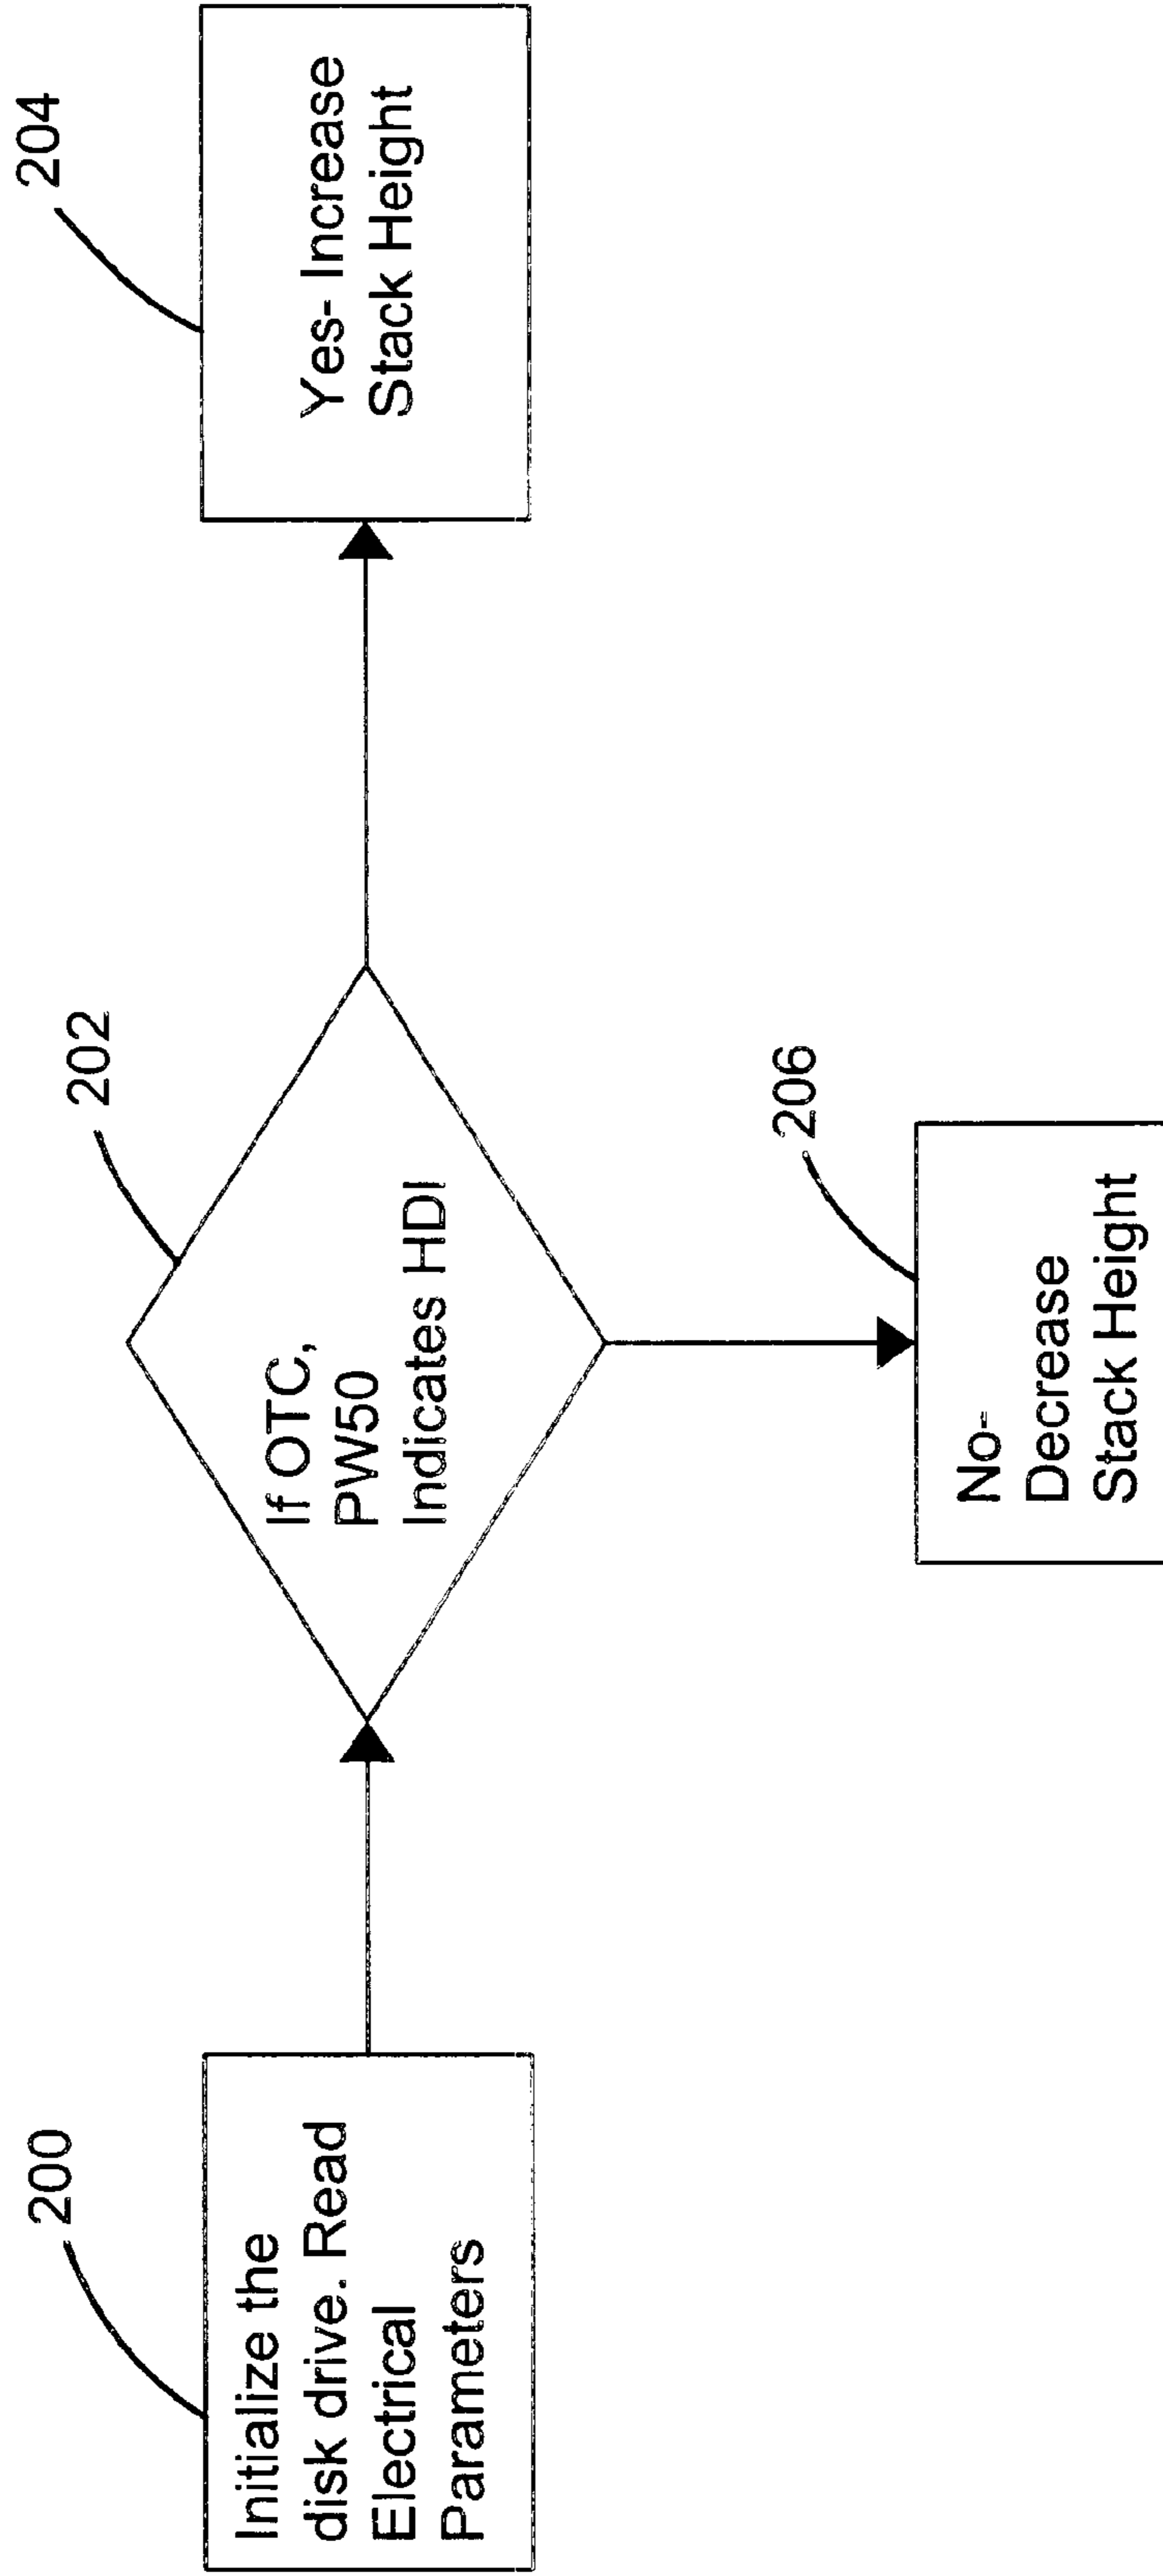 200
Initialize the
disk drive. Read
Electrical
Parameters
202
If OTC,
PW50
Indicates HDI
204
Yes- Increase
Stack Height
206
No-
Decrease
Stack Height